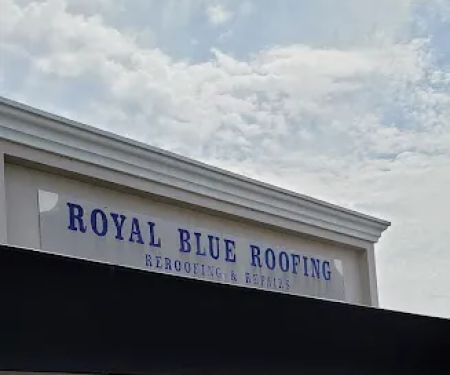 ROYAL BLUE ROOFING
REROOFING & REPAIRS